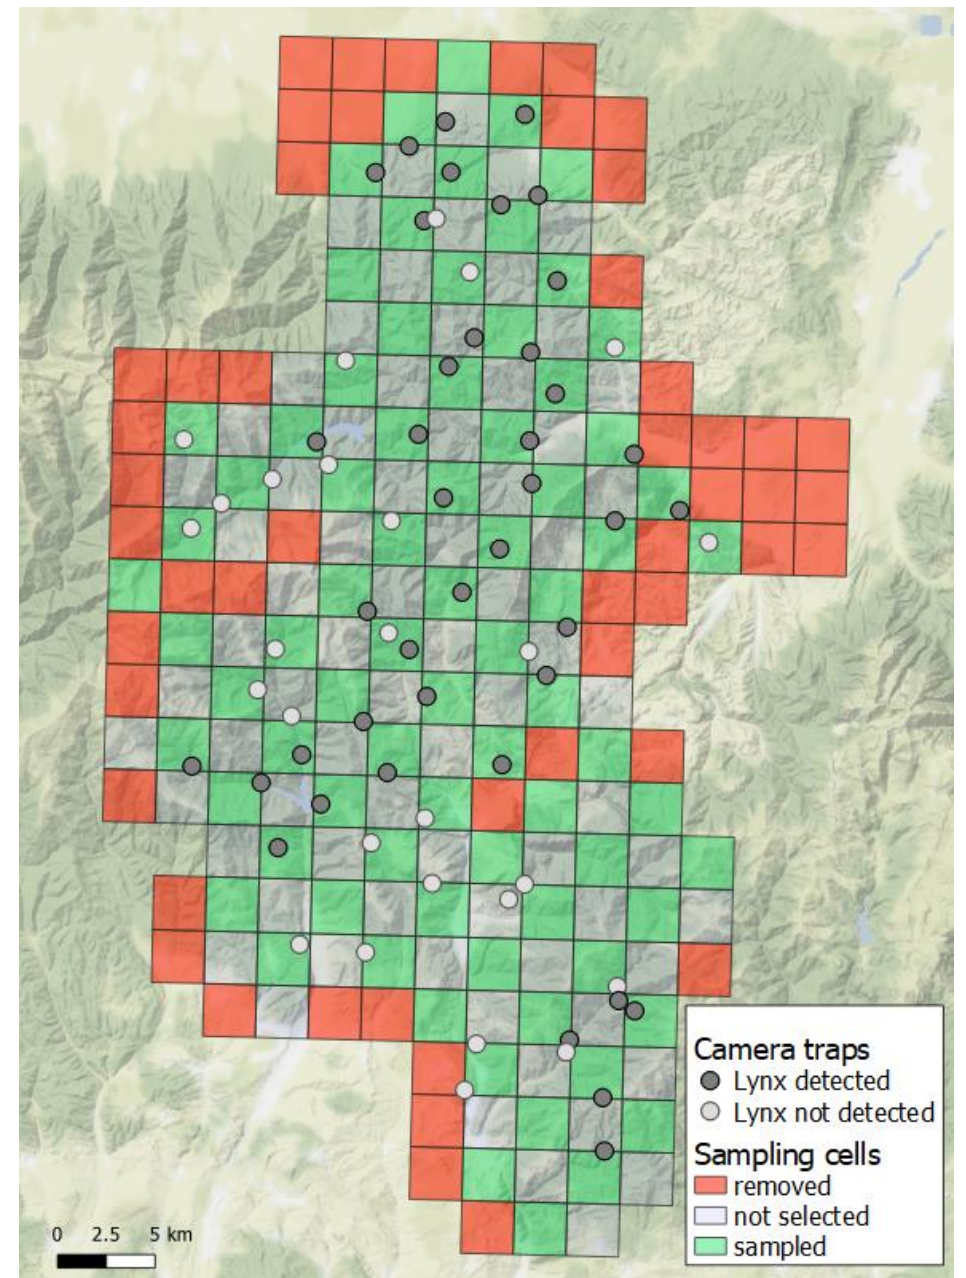 Camera traps
Lynx detected
Lynx not detected
Sampling cells
removed
not selected
sampled
0 2.5 5 km